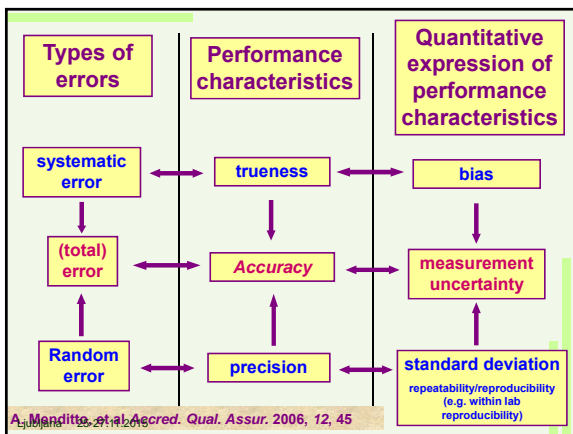 Types of
errors
Performance
characteristics
Quantitative
expression of
performance
characteristics
systematic
error
trueness
bias
(total)
error
Accuracy
measurement
uncertainty
Random
error
precision
standard deviation
repeatability/reproducibility
(e.g. within lab
reproducibility)
A. Menditto, et al Accred. Qual. Assur. 2006, 12, 45
Ljubljana